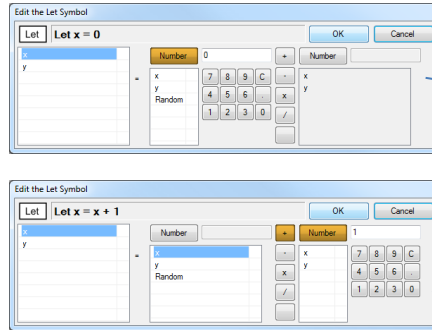 Edit the Let Symbol
Let Let x = 0 OK Cancel
x Number 0 + Number
y = x 7 8 9 C - x
y 4 5 6 . x y
Random 1 2 3 0 /
Edit the Let Symbol
Let Let x = x + 1 OK Cancel
x Number + Number 1
y = x - x 7 8 9 C
y x y 4 5 6 .
Random / 1 2 3 0